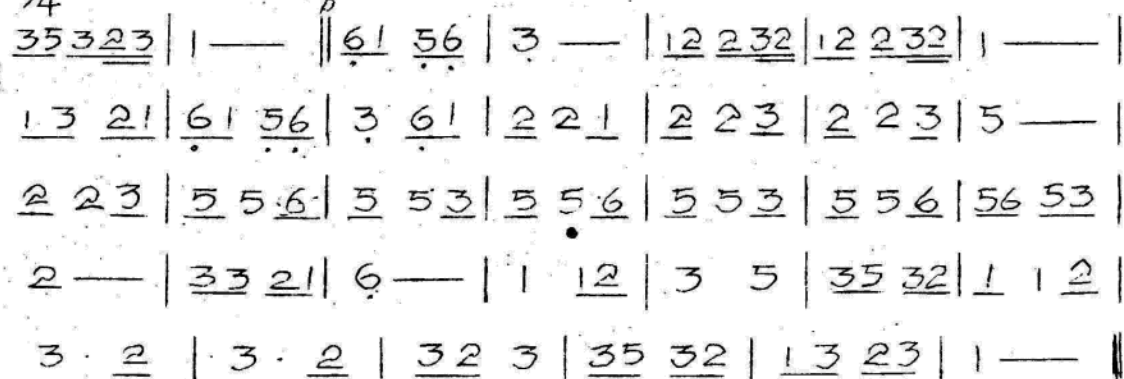 /4 p
35 323 | 1 — ‖ 61 56 | 3 — | 12 232 | 12 232 | 1 — |
13 21 | 61 56 | 3 61 | 2 2 1 | 2 2 3 | 2 2 3 | 5 — |
2 2 3 | 5 5 6 | 5 5 3 | 5 5 6 | 5 5 3 | 5 5 6 | 56 53 |
2 — | 33 21 | 6 — | 1 12 | 3 5 | 35 32 | 1 1 2 |
3 · 2 | 3 · 2 | 32 3 | 35 32 | 13 23 | 1 — ‖